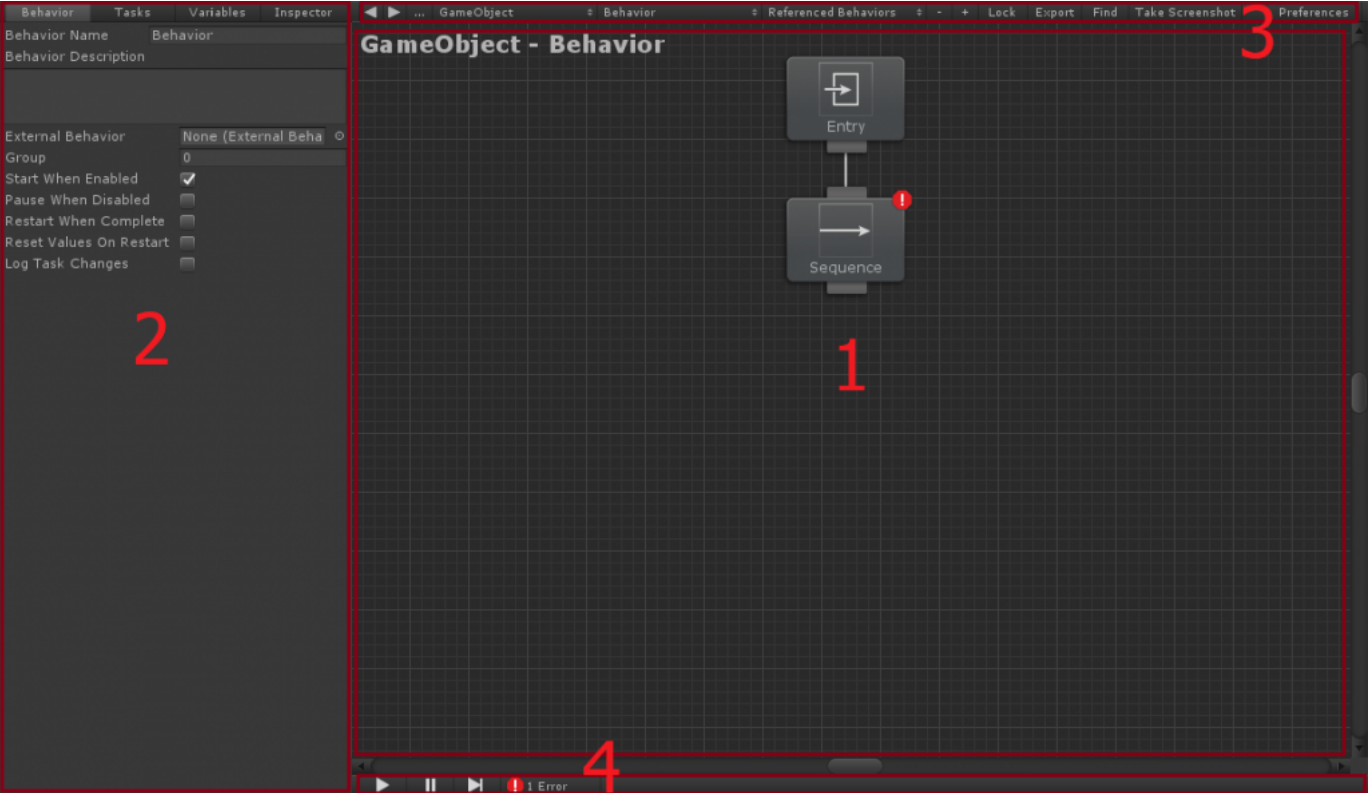 Behavior Tasks Variables Inspector
Behavior Name Behavior
Behavior Description
External Behavior None (External Beha
Group 0
Start When Enabled
Pause When Disabled
Restart When Complete
Reset Values On Restart
Log Task Changes
2
... GameObject Behavior Referenced Behaviors - + Lock Export Find Take Screenshot Preferences
3
GameObject - Behavior
Entry
!
Sequence
1
4
! 1 Error